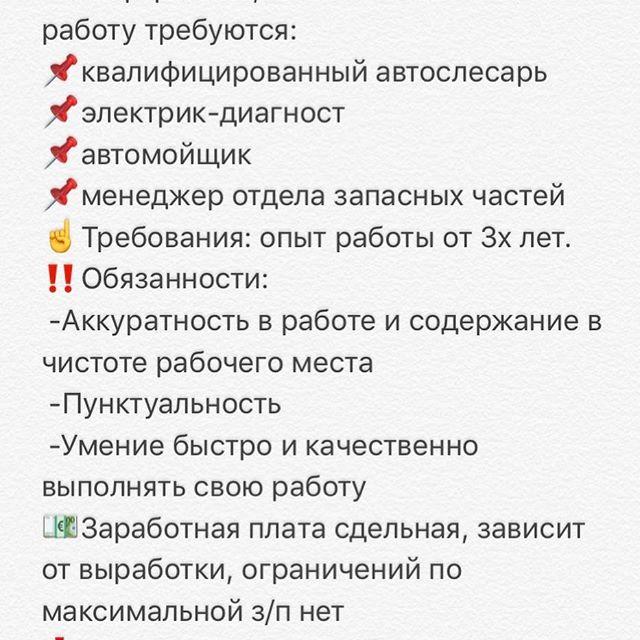 работу требуются:
📌квалифицированный автослесарь
📌электрик-диагност
📌автомойщик
📌менеджер отдела запасных частей
☝Требования: опыт работы от 3х лет.
‼Обязанности:
-Аккуратность в работе и содержание в
чистоте рабочего места
-Пунктуальность
-Умение быстро и качественно
выполнять свою работу
💶Заработная плата сдельная, зависит
от выработки, ограничений по
максимальной з/п нет